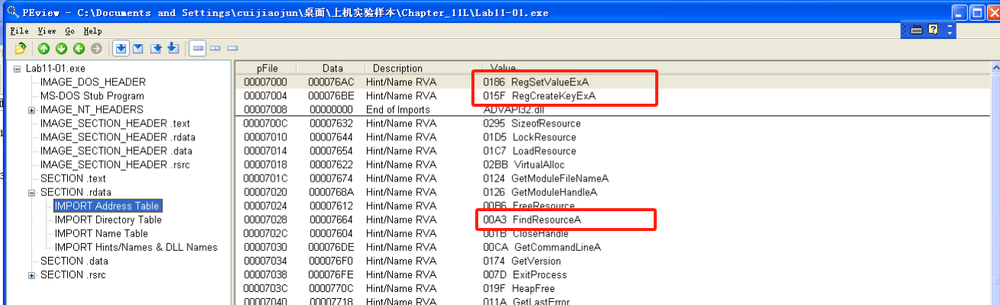 PEview - C:\Documents and Settings\cuijiaojun\桌面\上机实验样本\Chapter_11L\Lab11-01.exe
File View Go Help
Lab11-01.exe
IMAGE_DOS_HEADER
MS-DOS Stub Program
IMAGE_NT_HEADERS
IMAGE_SECTION_HEADER .text
IMAGE_SECTION_HEADER .rdata
IMAGE_SECTION_HEADER .data
IMAGE_SECTION_HEADER .rsrc
SECTION .text
SECTION .rdata
IMPORT Address Table
IMPORT Directory Table
IMPORT Name Table
IMPORT Hints/Names & DLL Names
SECTION .data
SECTION .rsrc
pFile Data Description Value
00007000 000076AC Hint/Name RVA 0186 RegSetValueExA
00007004 000076BE Hint/Name RVA 015F RegCreateKeyExA
00007008 00000000 End of Imports ADVAPI32.dll
0000700C 00007632 Hint/Name RVA 0295 SizeofResource
00007010 00007644 Hint/Name RVA 01D5 LockResource
00007014 00007654 Hint/Name RVA 01C7 LoadResource
00007018 00007622 Hint/Name RVA 02BB VirtualAlloc
0000701C 00007674 Hint/Name RVA 0124 GetModuleFileNameA
00007020 0000768A Hint/Name RVA 0126 GetModuleHandleA
00007024 00007612 Hint/Name RVA 00B6 FreeResource
00007028 00007664 Hint/Name RVA 00A3 FindResourceA
0000702C 00007604 Hint/Name RVA 001B CloseHandle
00007030 000076DE Hint/Name RVA 00CA GetCommandLineA
00007034 000076F0 Hint/Name RVA 0174 GetVersion
00007038 000076FE Hint/Name RVA 007D ExitProcess
0000703C 0000770C Hint/Name RVA 019F HeapFree
00007040 00007718 Hint/Name RVA 011A GetLastError